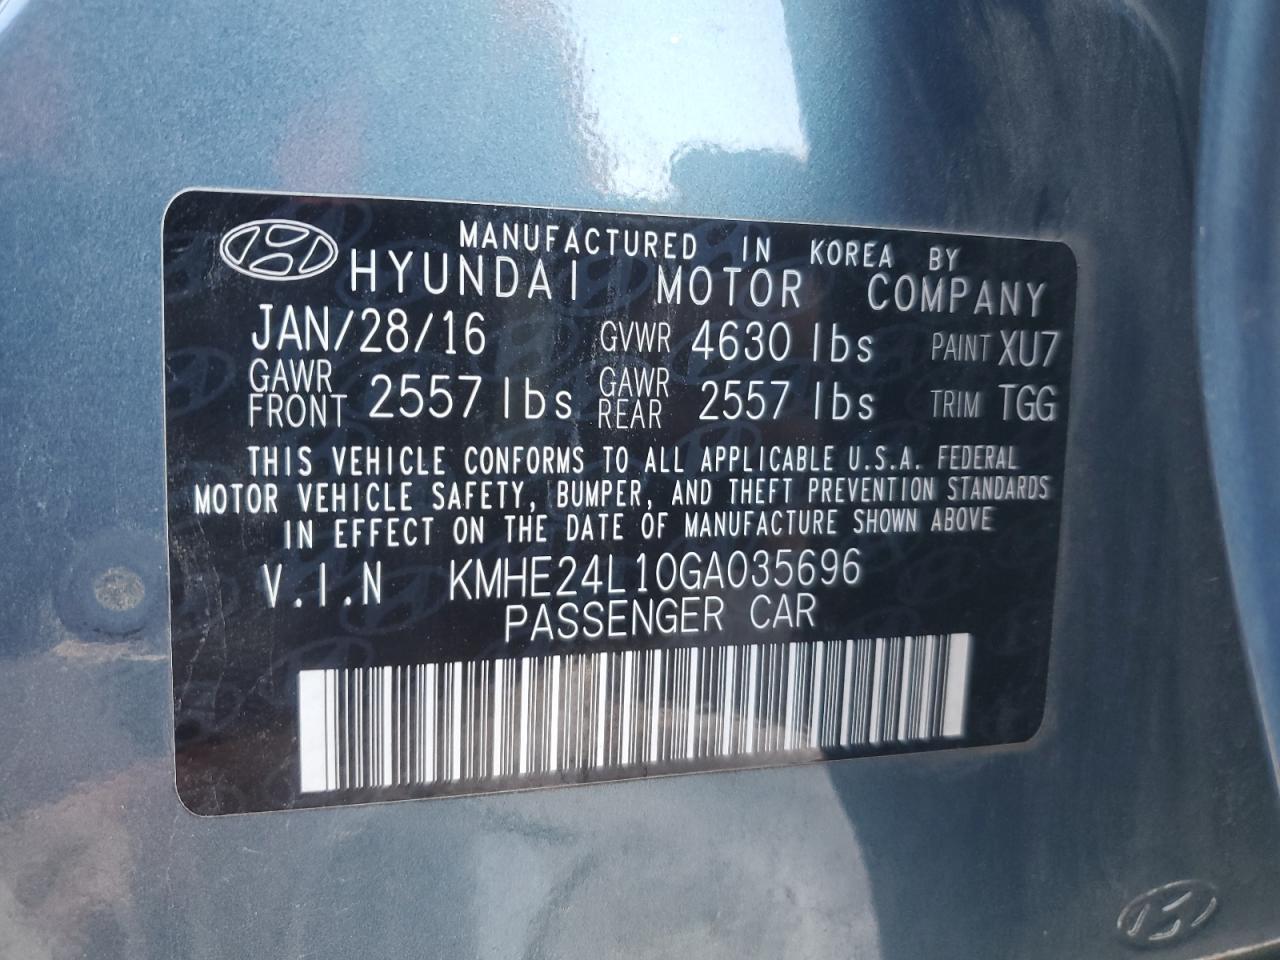 MANUFACTURED IN KOREA BY
HYUNDAI MOTOR COMPANY
JAN/28/16 GVWR 4630 lbs PAINT XU7
GAWR FRONT 2557 lbs GAWR REAR 2557 lbs TRIM TGG
THIS VEHICLE CONFORMS TO ALL APPLICABLE U.S.A. FEDERAL
MOTOR VEHICLE SAFETY, BUMPER, AND THEFT PREVENTION STANDARDS
IN EFFECT ON THE DATE OF MANUFACTURE SHOWN ABOVE
V.I.N KMHE24L10GA035696
PASSENGER CAR